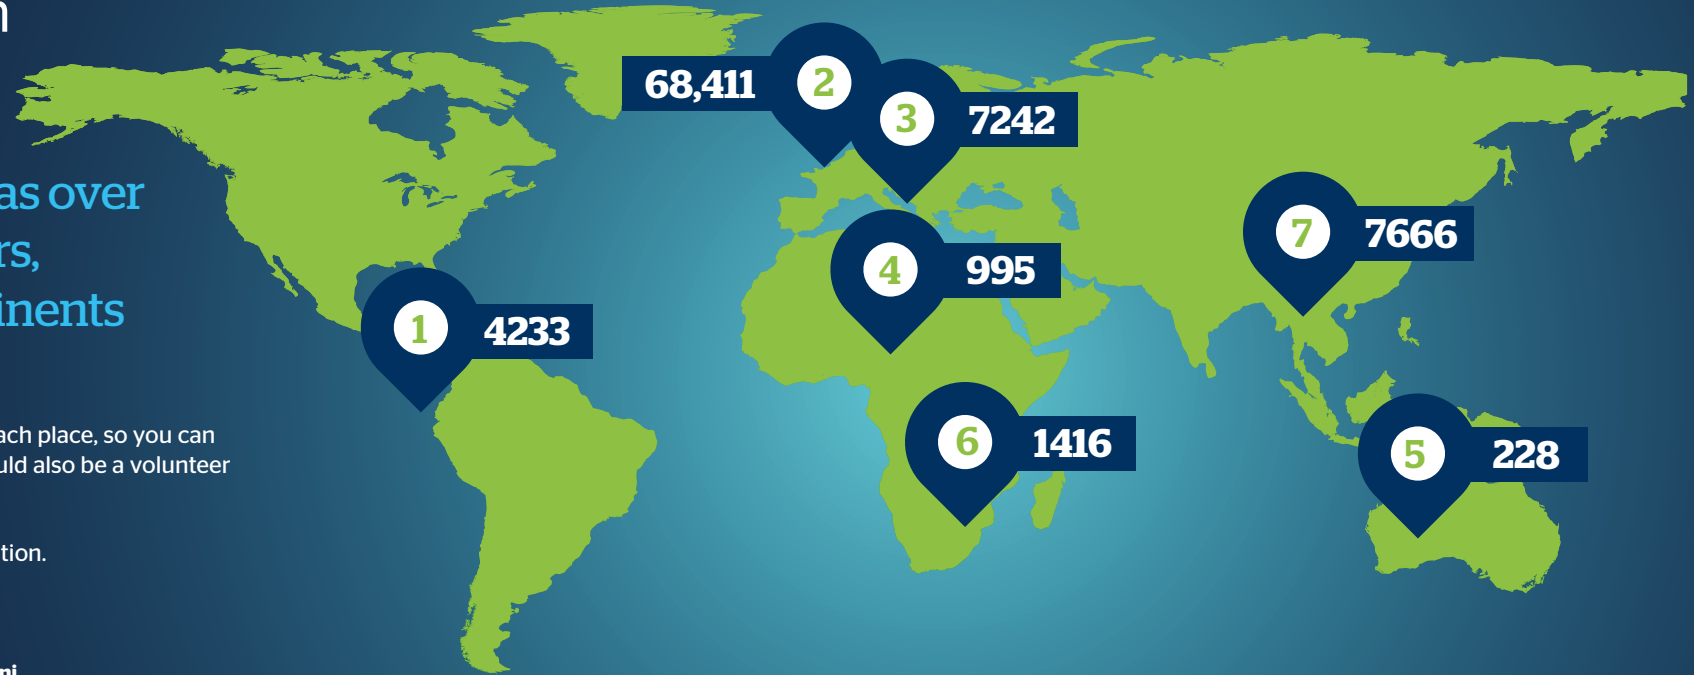 as over
rs,
inents
ach place, so you can
uld also be a volunteer
tion.
ni
68,411 2
3 7242
7 7666
4 995
1 4233
6 1416
5 228